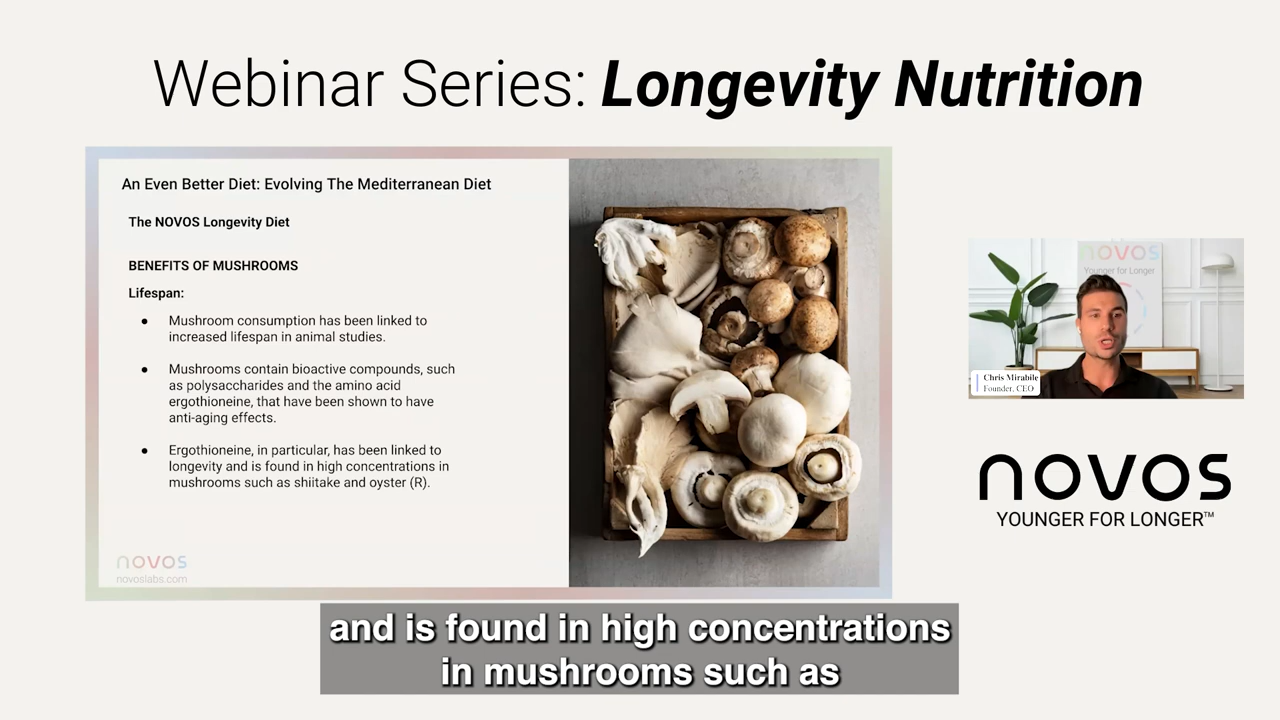 Webinar Series: Longevity Nutrition
An Even Better Diet: Evolving The Mediterranean Diet
The NOVOS Longevity Diet
BENEFITS OF MUSHROOMS
Lifespan:
● Mushroom consumption has been linked to
increased lifespan in animal studies.
● Mushrooms contain bioactive compounds, such
as polysaccharides and the amino acid
ergothioneine, that have been shown to have
anti-aging effects.
● Ergothioneine, in particular, has been linked to
longevity and is found in high concentrations in
mushrooms such as shiitake and oyster (R).
novos
novoslabs.com
novos
Younger for Longer
Chris Mirabile
Founder, CEO
novos
YOUNGER FOR LONGER™
and is found in high concentrations
in mushrooms such as